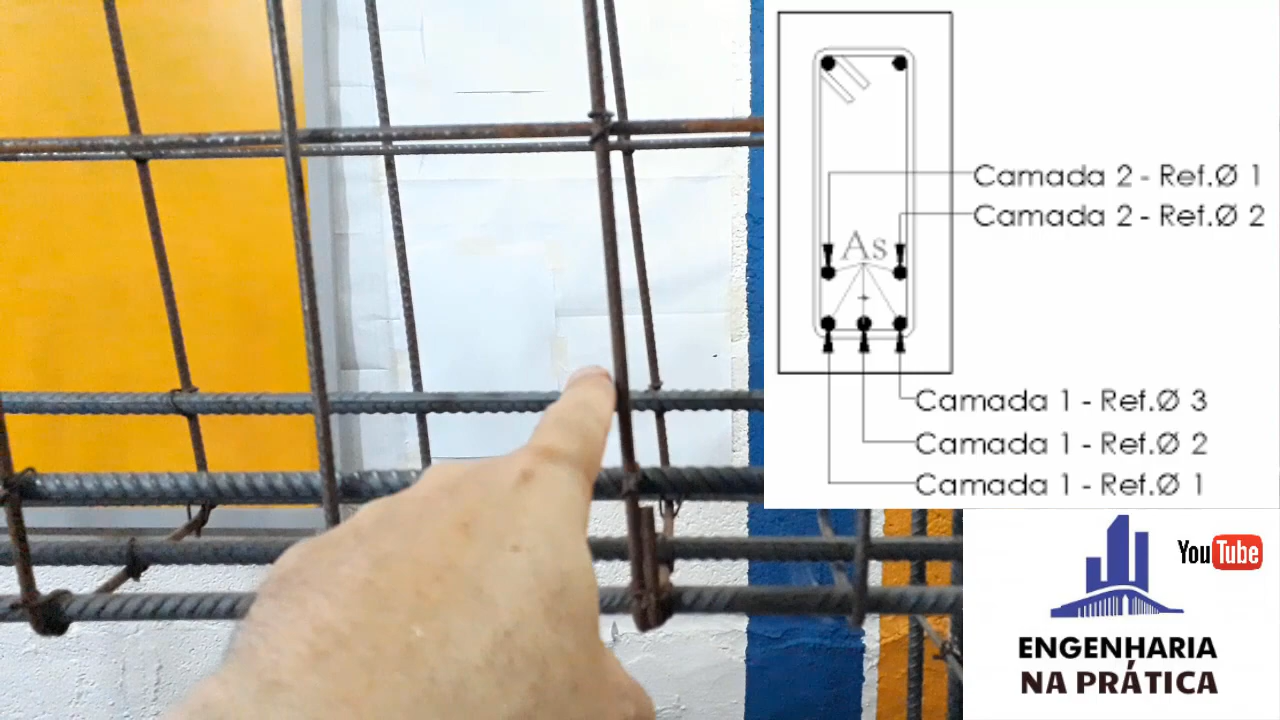 Camada 2 - Ref.Ø 1
Camada 2 - Ref.Ø 2
As
+
Camada 1 - Ref.Ø 3
Camada 1 - Ref.Ø 2
Camada 1 - Ref.Ø 1
YouTube
ENGENHARIA
NA PRÁTICA